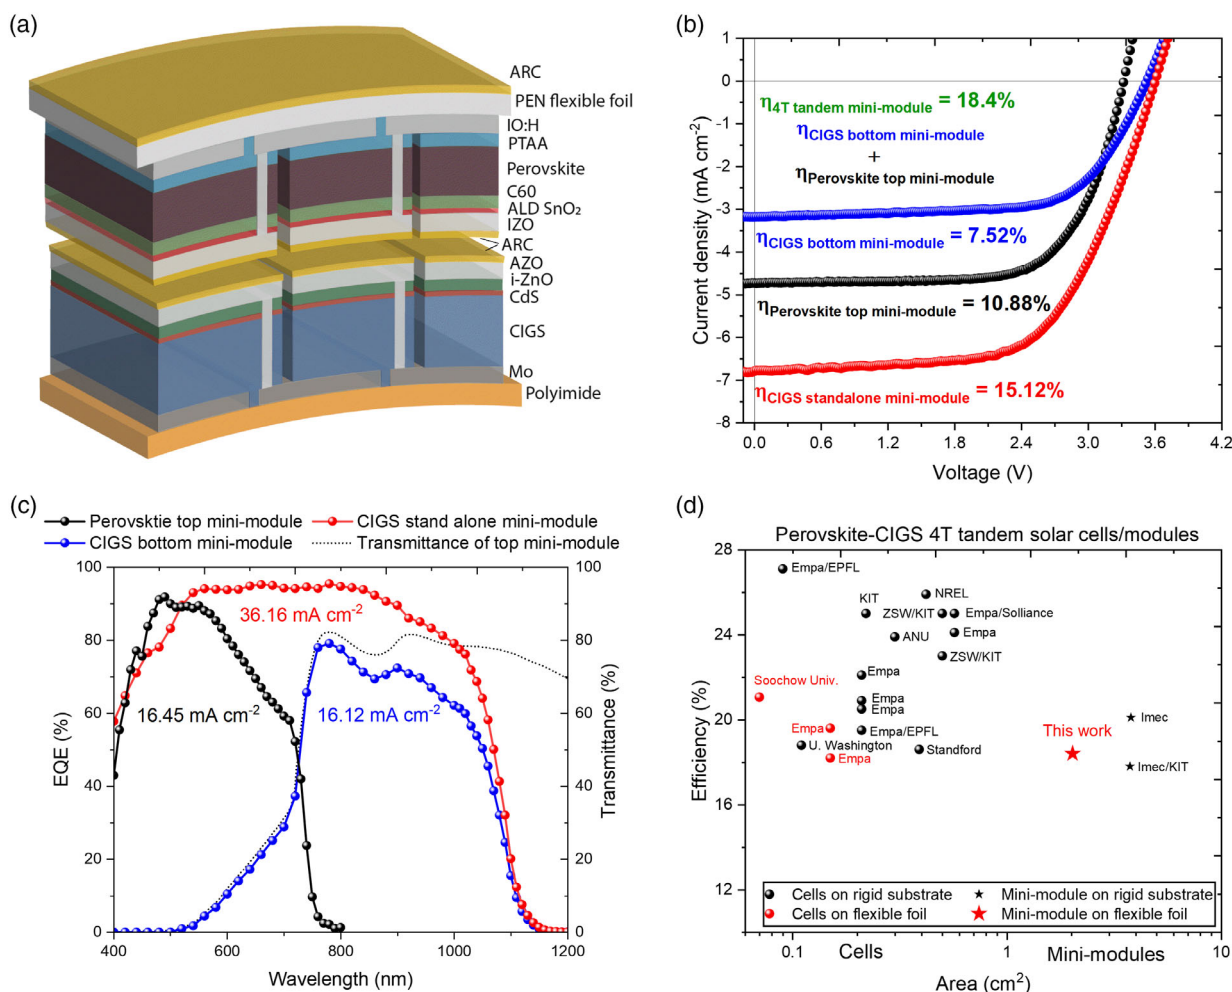 (a)
ARC
PEN flexible foil
IO:H
PTAA
Perovskite
C60
ALD SnO₂
IZO
ARC
AZO
i-ZnO
CdS
CIGS
Mo
Polyimide
(b)
1
0
-1
-2
-3
-4
-5
-6
-7
-8
Current density (mA cm⁻²)
η4T tandem mini-module = 18.4%
ηCIGS bottom mini-module
+
ηPerovskite top mini-module
ηCIGS bottom mini-module = 7.52%
ηPerovskite top mini-module = 10.88%
ηCIGS standalone mini-module = 15.12%
0.0 0.6 1.2 1.8 2.4 3.0 3.6 4.2
Voltage (V)
(c)
Perovsktie top mini-module
CIGS stand alone mini-module
CIGS bottom mini-module
Transmittance of top mini-module
100
80
60
40
20
0
EQE (%)
36.16 mA cm⁻²
16.45 mA cm⁻²
16.12 mA cm⁻²
100
80
60
40
20
0
Transmittance (%)
400 600 800 1000 1200
Wavelength (nm)
(d)
Perovskite-CIGS 4T tandem solar cells/modules
28
26
24
22
20
18
16
14
12
Efficiency (%)
Empa/EPFL
NREL
KIT
ZSW/KIT
Empa/Solliance
ANU
Empa
ZSW/KIT
Empa
Soochow Univ.
Empa
Empa
Empa
Empa/EPFL
U. Washington
Standford
Empa
This work
Imec
Imec/KIT
Cells on rigid substrate
Mini-module on rigid substrate
Cells on flexible foil
Mini-module on flexible foil
0.1 1 10
Cells
Mini-modules
Area (cm²)